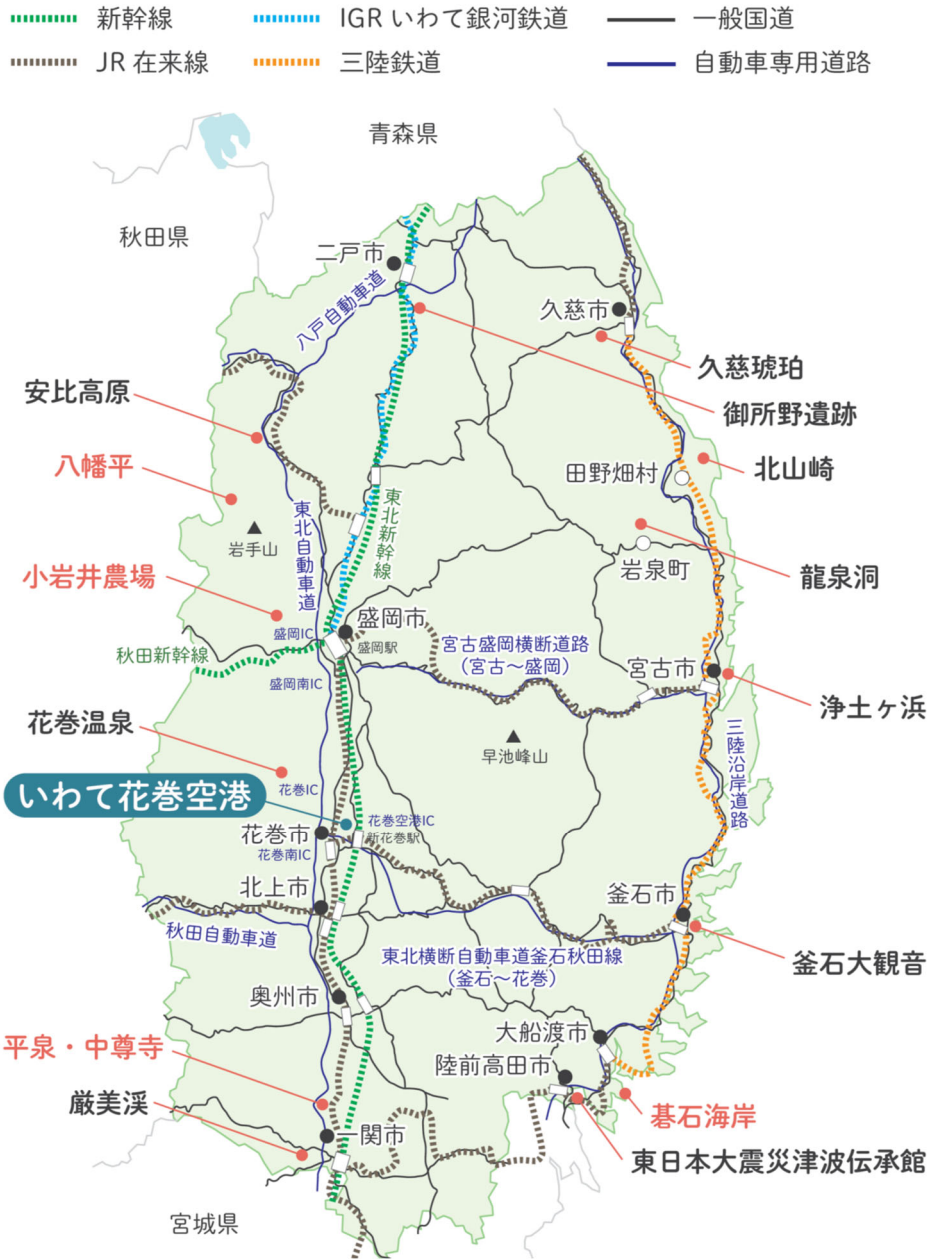 新幹線
IGR いわて銀河鉄道
一般国道
JR 在来線
三陸鉄道
自動車専用道路
青森県
秋田県
二戸市
八戸自動車道
久慈市
久慈琥珀
安比高原
御所野遺跡
八幡平
田野畑村
北山崎
東北自動車道
東北新幹線
岩手山
岩泉町
龍泉洞
小岩井農場
盛岡市
盛岡IC
盛岡駅
宮古盛岡横断道路
(宮古〜盛岡)
秋田新幹線
宮古市
盛岡南IC
浄土ヶ浜
花巻温泉
早池峰山
三陸沿岸道路
花巻IC
いわて花巻空港
花巻空港IC
花巻市
新花巻駅
花巻南IC
北上市
釜石市
秋田自動車道
東北横断自動車道釜石秋田線
(釜石〜花巻)
釜石大観音
奥州市
大船渡市
平泉・中尊寺
陸前高田市
厳美渓
碁石海岸
一関市
東日本大震災津波伝承館
宮城県